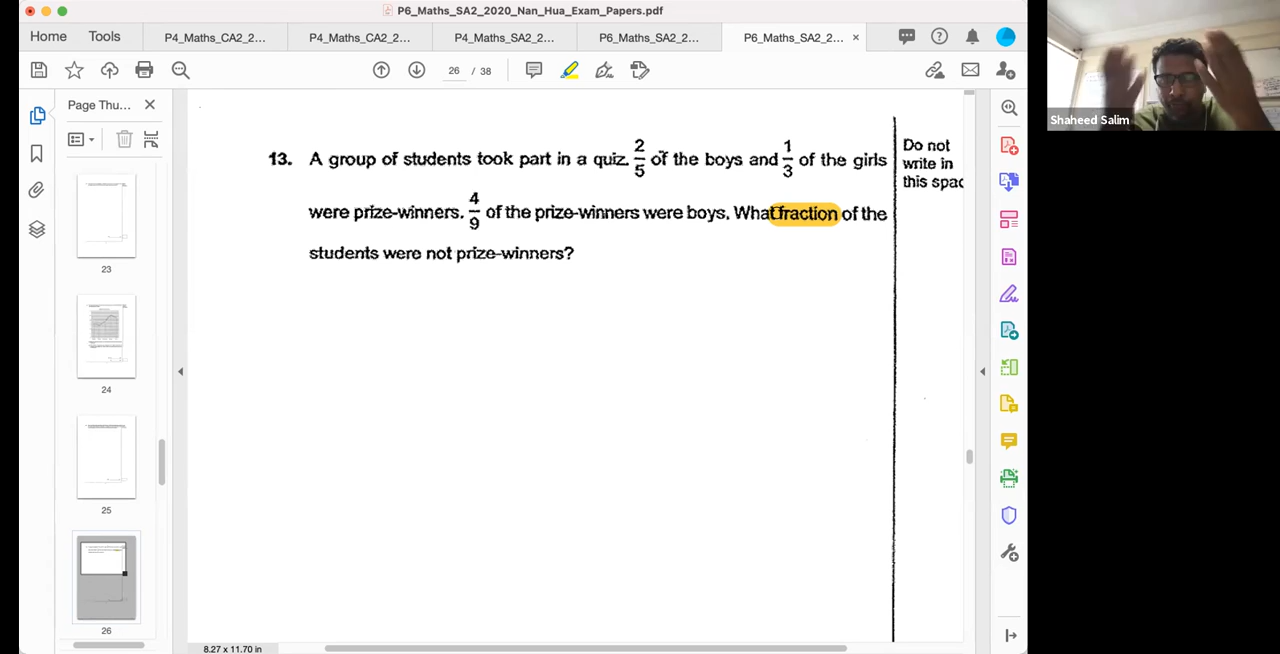 P6_Maths_SA2_2020_Nan_Hua_Exam_Papers.pdf
Home Tools P4_Maths_CA2_2... P4_Maths_CA2_2... P4_Maths_SA2_2... P6_Maths_SA2_2... P6_Maths_SA2_2... ×
26 / 38
Page Thu... ×
23
24
25
26
13. A group of students took part in a quiz. 2/5 of the boys and 1/3 of the girls
were prize-winners. 4/9 of the prize-winners were boys. What fraction of the
students were not prize-winners?
Do not
write in
this spac
8.27 x 11.70 in
Shaheed Salim